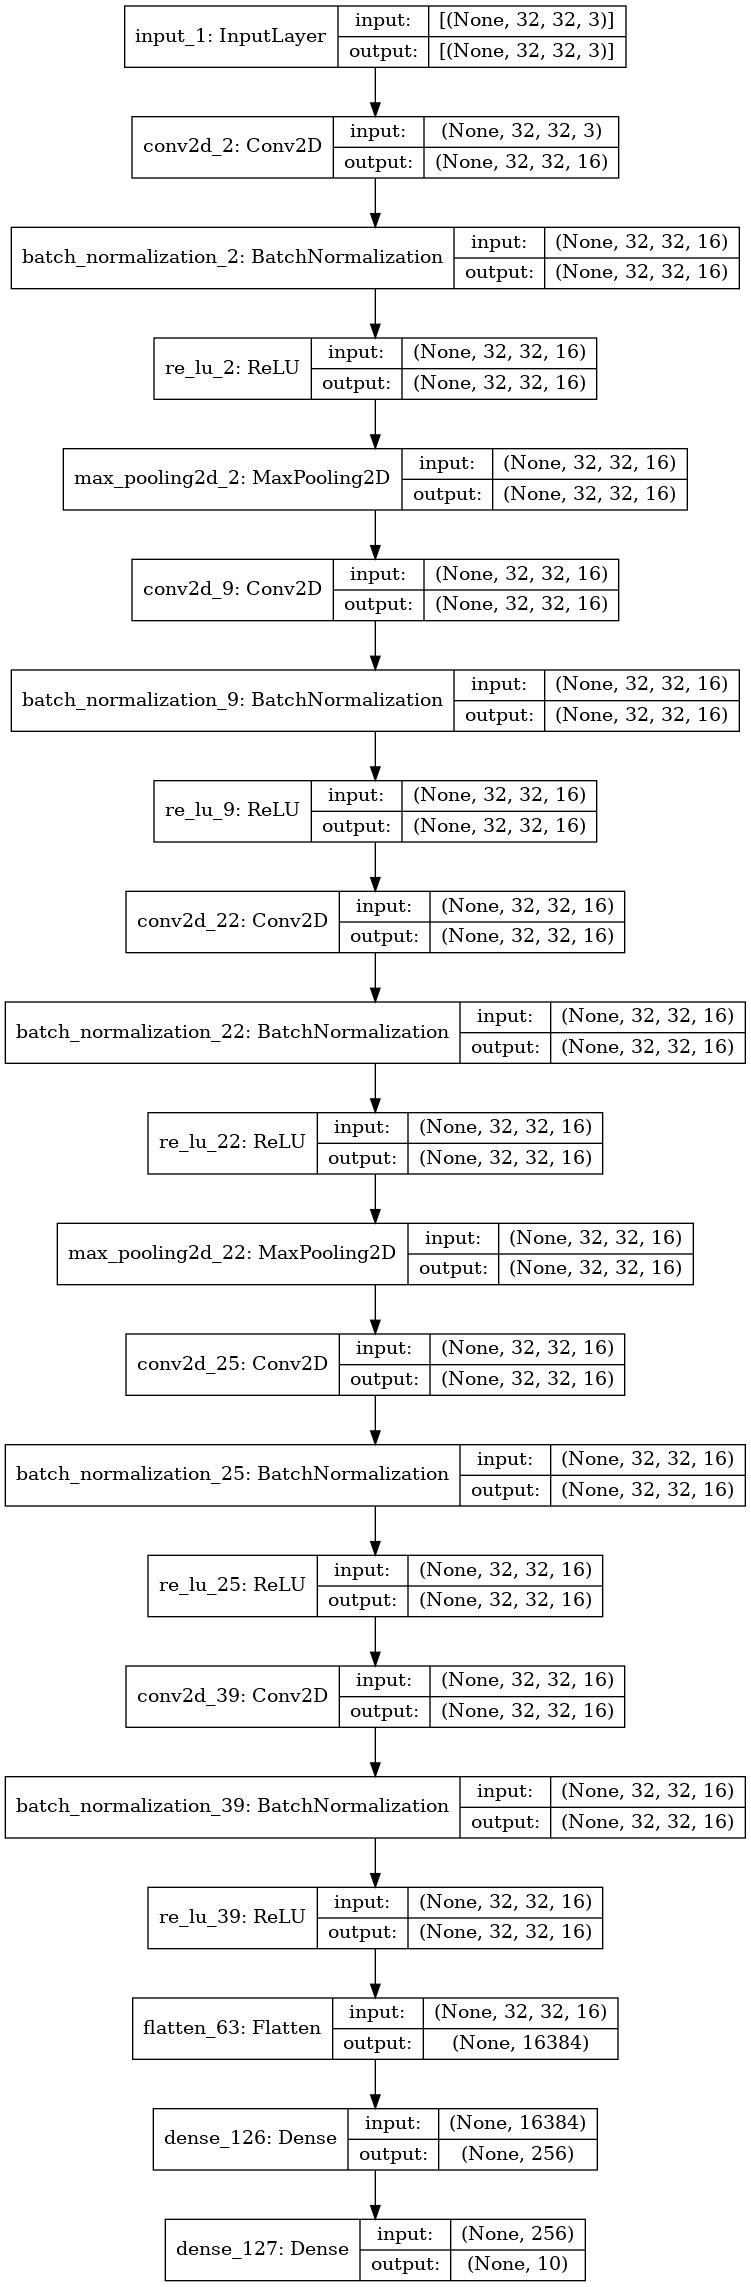 input_1: InputLayer
input:
[(None, 32, 32, 3)]
output:
[(None, 32, 32, 3)]
conv2d_2: Conv2D
input:
(None, 32, 32, 3)
output:
(None, 32, 32, 16)
batch_normalization_2: BatchNormalization
input:
(None, 32, 32, 16)
output:
(None, 32, 32, 16)
re_lu_2: ReLU
input:
(None, 32, 32, 16)
output:
(None, 32, 32, 16)
max_pooling2d_2: MaxPooling2D
input:
(None, 32, 32, 16)
output:
(None, 32, 32, 16)
conv2d_9: Conv2D
input:
(None, 32, 32, 16)
output:
(None, 32, 32, 16)
batch_normalization_9: BatchNormalization
input:
(None, 32, 32, 16)
output:
(None, 32, 32, 16)
re_lu_9: ReLU
input:
(None, 32, 32, 16)
output:
(None, 32, 32, 16)
conv2d_22: Conv2D
input:
(None, 32, 32, 16)
output:
(None, 32, 32, 16)
batch_normalization_22: BatchNormalization
input:
(None, 32, 32, 16)
output:
(None, 32, 32, 16)
re_lu_22: ReLU
input:
(None, 32, 32, 16)
output:
(None, 32, 32, 16)
max_pooling2d_22: MaxPooling2D
input:
(None, 32, 32, 16)
output:
(None, 32, 32, 16)
conv2d_25: Conv2D
input:
(None, 32, 32, 16)
output:
(None, 32, 32, 16)
batch_normalization_25: BatchNormalization
input:
(None, 32, 32, 16)
output:
(None, 32, 32, 16)
re_lu_25: ReLU
input:
(None, 32, 32, 16)
output:
(None, 32, 32, 16)
conv2d_39: Conv2D
input:
(None, 32, 32, 16)
output:
(None, 32, 32, 16)
batch_normalization_39: BatchNormalization
input:
(None, 32, 32, 16)
output:
(None, 32, 32, 16)
re_lu_39: ReLU
input:
(None, 32, 32, 16)
output:
(None, 32, 32, 16)
flatten_63: Flatten
input:
(None, 32, 32, 16)
output:
(None, 16384)
dense_126: Dense
input:
(None, 16384)
output:
(None, 256)
dense_127: Dense
input:
(None, 256)
output:
(None, 10)